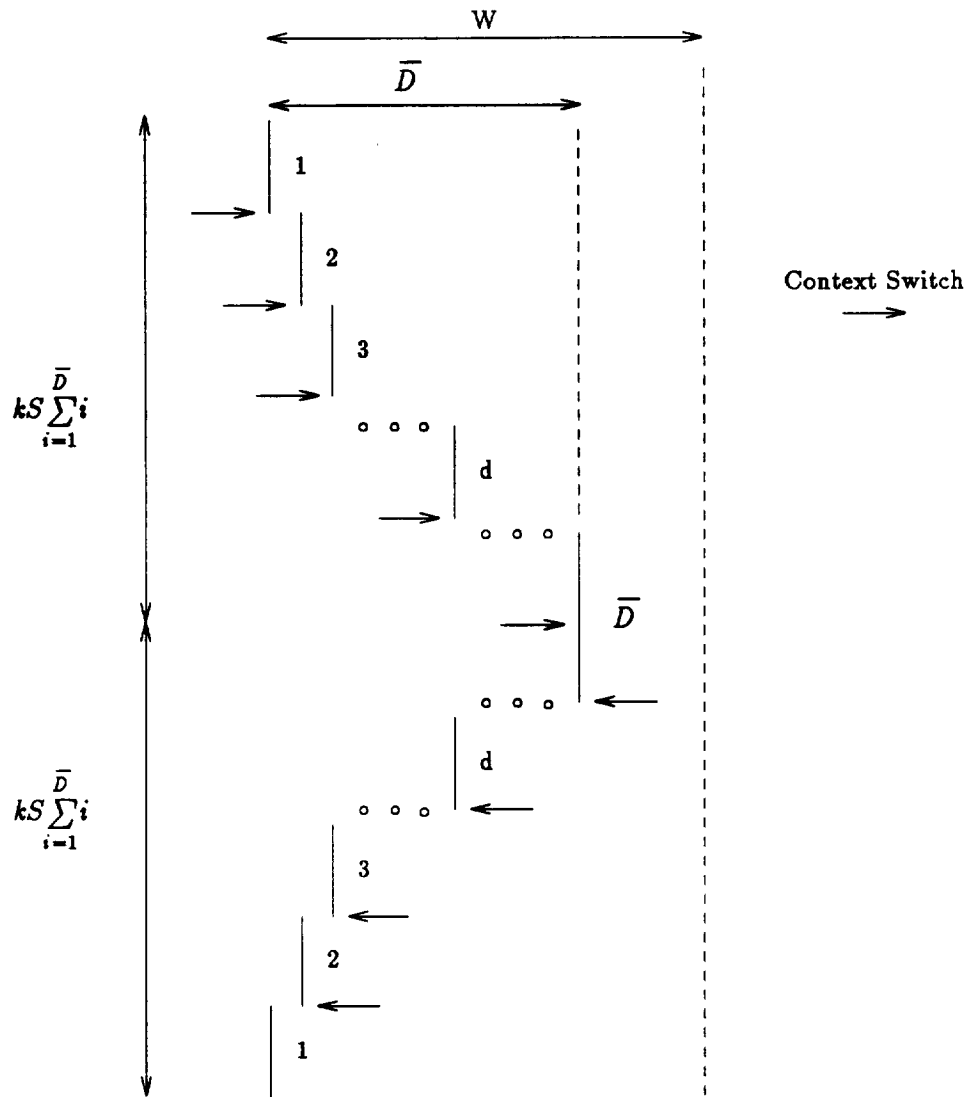 W
D̅
1
2
Context Switch
3
kS ∑_{i=1}^{D̅} i
d
D̅
d
kS ∑_{i=1}^{D̅} i
3
2
1